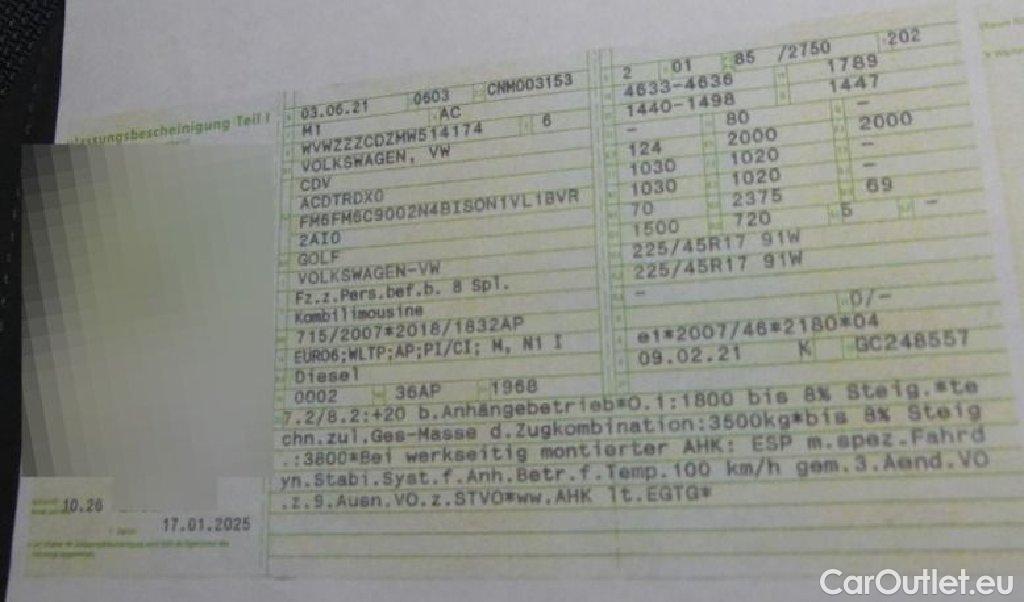 Zulassungsbescheinigung Teil I
03.06.21 0603 CNM003153
M1 AC
WVWZZZCDZMW514174 6
VOLKSWAGEN, VW
CDV
ACDTRDX0
FM6FM6C9002N4BISON1VL1BVR
2AI0
GOLF
VOLKSWAGEN-VW
Fz.z.Pers.bef.b. 8 Spl.
Kombilimousine
715/2007*2018/1832AP
EURO6;WLTP;AP;PI/CI; M, N1 I
Diesel
0002 36AP 1968
2 01 85 /2750 202
4633-4636 1789
1440-1498 1447
- 80 -
124 2000 2000
1030 1020 -
1030 1020 -
70 2375 69
1500 720 5 -
225/45R17 91W
225/45R17 91W
-
0/-
e1*2007/46*2180*04
09.02.21 K GC248557
7.2/8.2:+20 b.Anhängebetrieb*O.1:1800 bis 8% Steig.*te
chn.zul.Ges-Masse d.Zugkombination:3500kg*bis 8% Steig
.:3800*Bei werkseitig montierter AHK: ESP m.spez.Fahrd
yn.Stabi.Syst.f.Anh.Betr.f.Temp.100 km/h gem.3.Aend.VO
.z.9.Ausn.VO.z.STVO*ww.AHK lt.EGTG*
10.26
17.01.2025
CarOutlet.eu